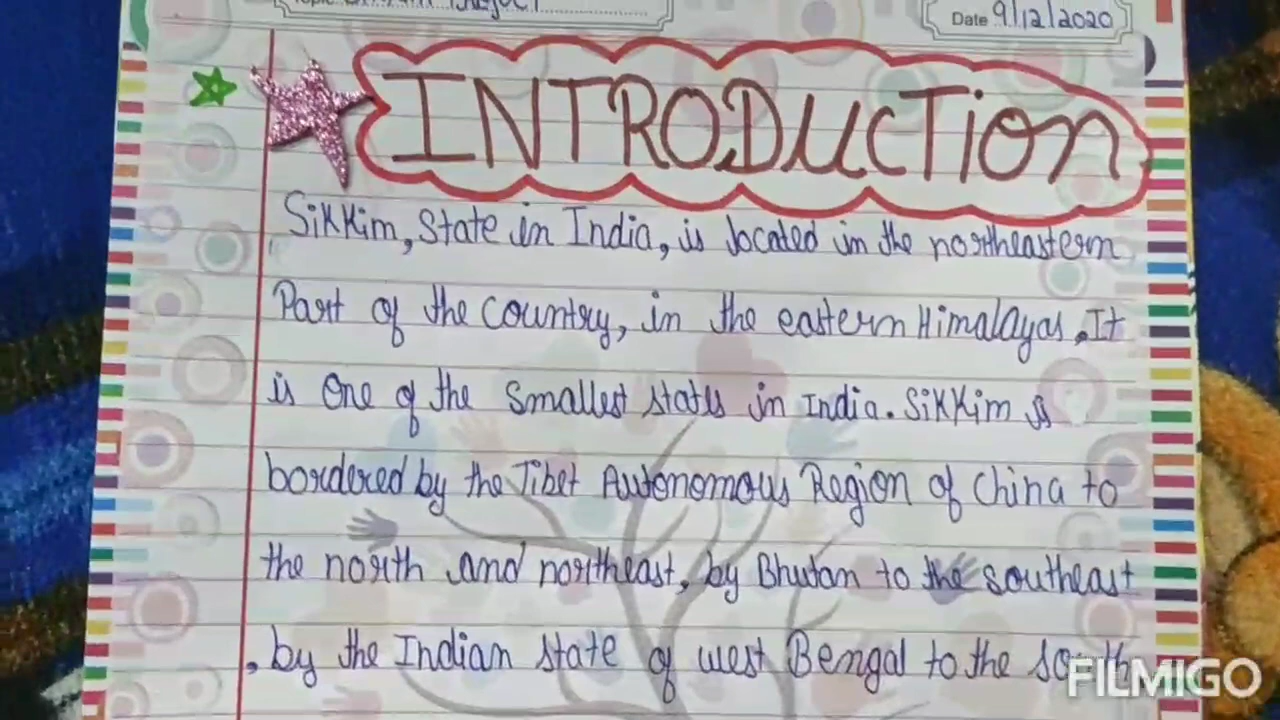 Date 9/12/2020
INTRODUCTiOn
SiKKim, State in India, is located in the northeastern
Part of the country, in the eastern Himalayas. It
is One of the Smallest states in India. SiKKim is
bordered by the Tibet Autonomous Region of China to
the north and northeast, by Bhutan to the southeast
, by the Indian state of west Bengal to the south
FILMIGO